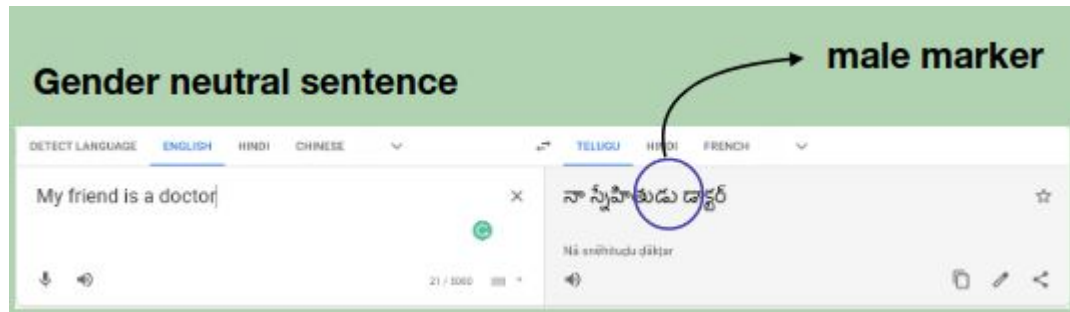 male marker
Gender neutral sentence
DETECT LANGUAGE ENGLISH HINDI CHINESE
TELUGU HINDI FRENCH
My friend is a doctor
నా స్నేహితుడు డాక్టర్
Nā snēhituḍu ḍākṭar
21 / 5000